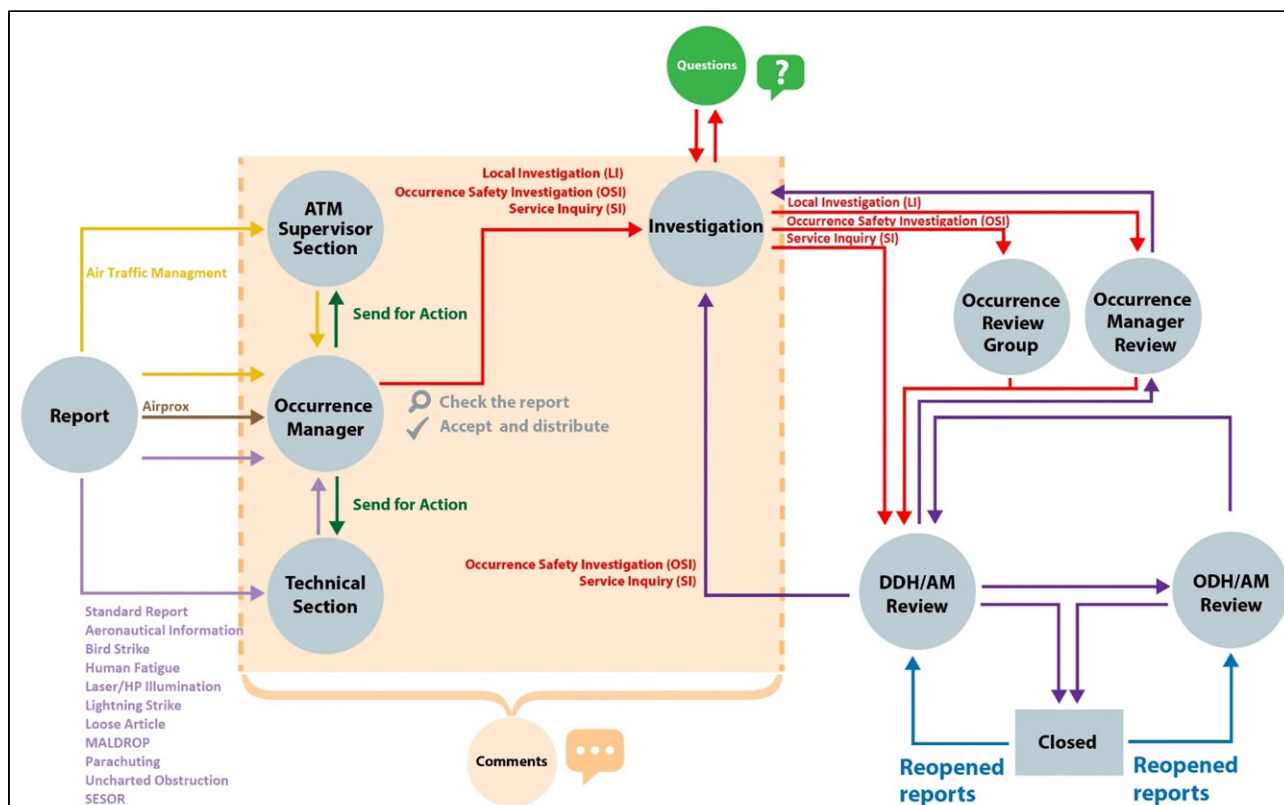 Questions
?
Local Investigation (LI)
Occurrence Safety Investigation (OSI)
Service Inquiry (SI)
ATM
Supervisor
Section
Investigation
Local Investigation (LI)
Occurrence Safety Investigation (OSI)
Service Inquiry (SI)
Air Traffic Managment
Send for Action
Occurrence
Review
Group
Occurrence
Manager
Review
Report
Airprox
Occurrence
Manager
Check the report
Accept and distribute
Send for Action
Technical
Section
Occurrence Safety Investigation (OSI)
Service Inquiry (SI)
DDH/AM
Review
ODH/AM
Review
Standard Report
Aeronautical Information
Bird Strike
Human Fatigue
Laser/HP Illumination
Lightning Strike
Loose Article
MALDROP
Parachuting
Uncharted Obstruction
SESOR
Comments
Closed
Reopened
reports
Reopened
reports